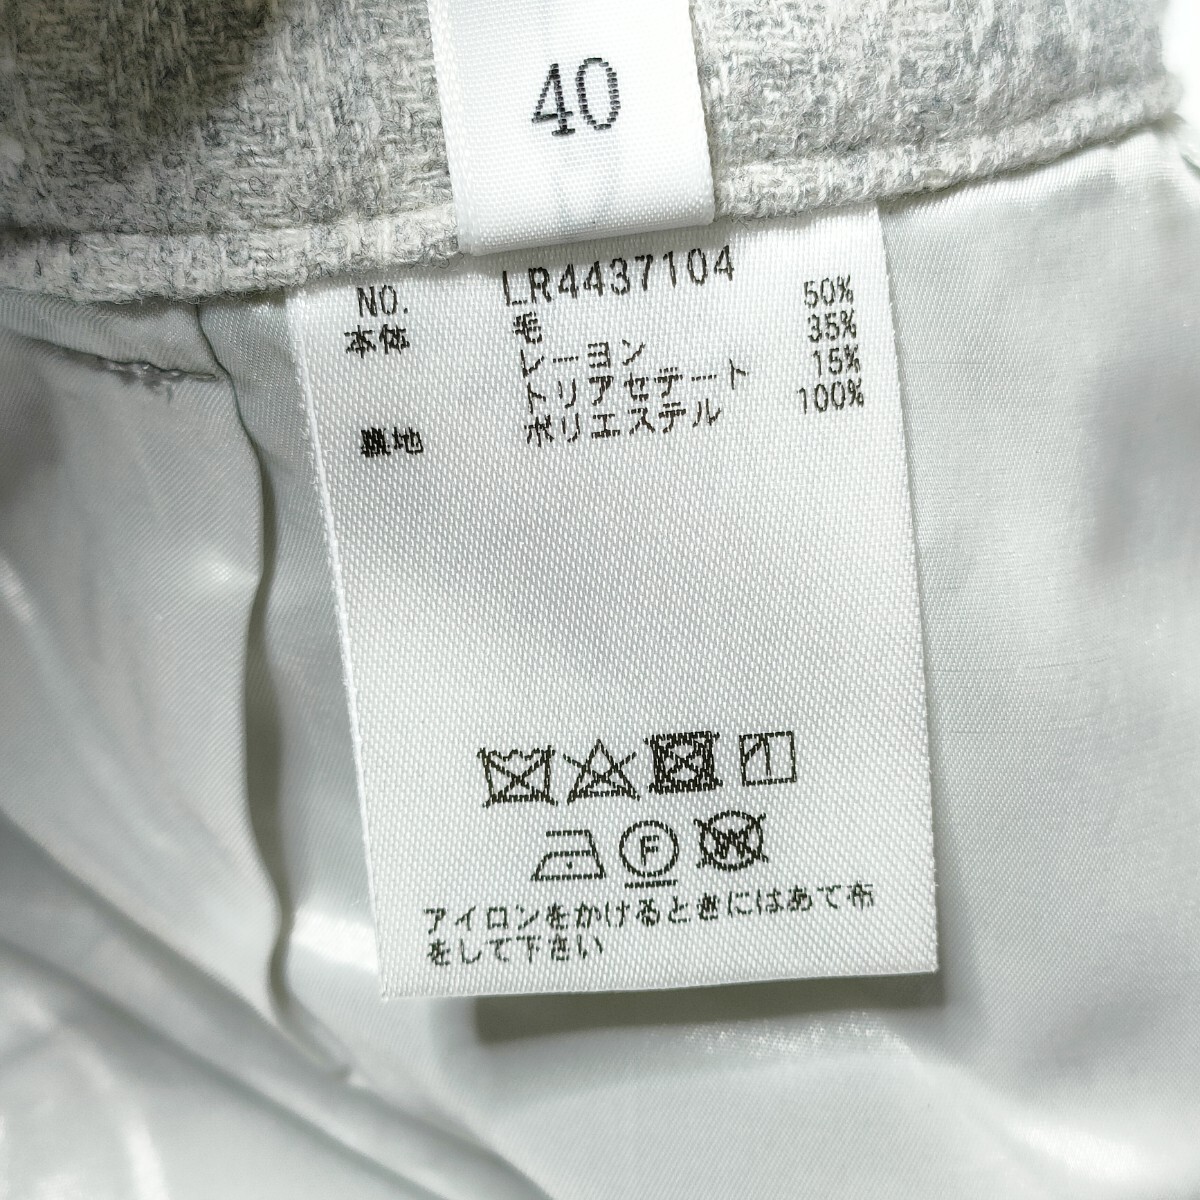 40
NO. LR4437104
本体 毛 50%
レーヨン 35%
トリアセテート 15%
裏地 ポリエステル 100%
F
W
アイロンをかけるときにはあて布
をして下さい